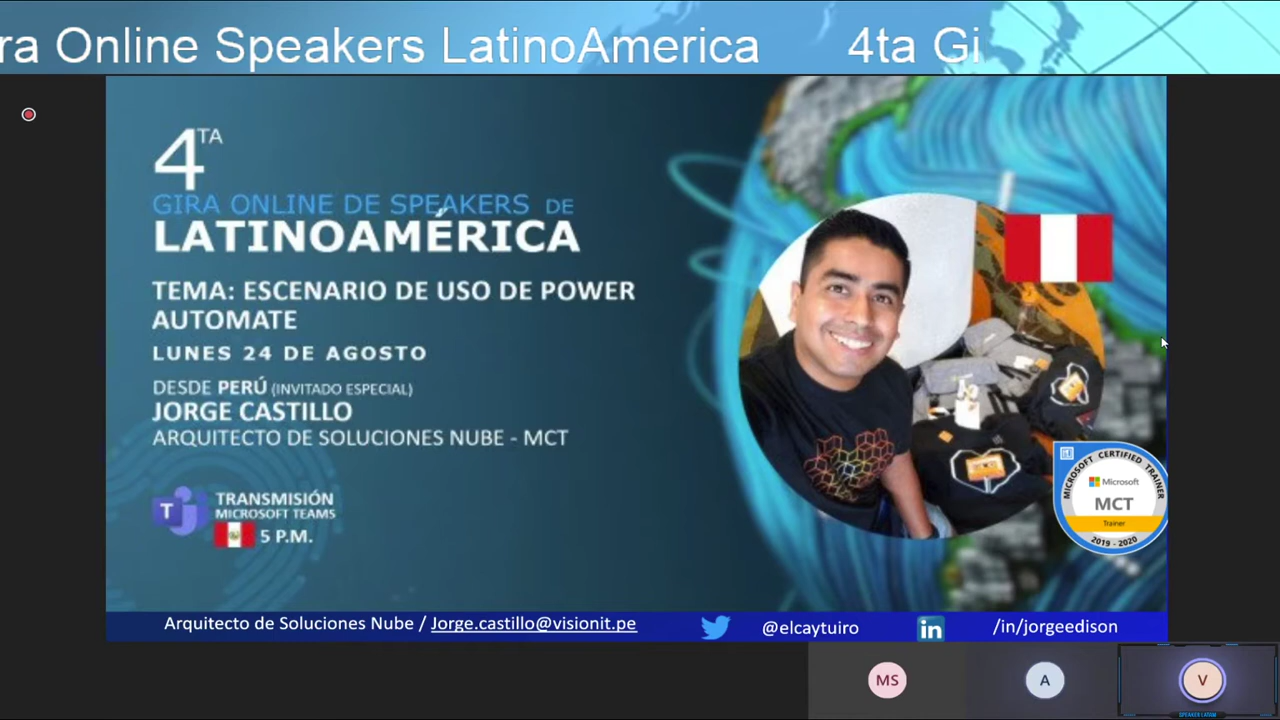 ra Online Speakers LatinoAmerica 4ta Gi
4TA
GIRA ONLINE DE SPEAKERS DE
LATINOAMÉRICA
TEMA: ESCENARIO DE USO DE POWER
AUTOMATE
LUNES 24 DE AGOSTO
DESDE PERÚ (INVITADO ESPECIAL)
JORGE CASTILLO
ARQUITECTO DE SOLUCIONES NUBE - MCT
T
TRANSMISIÓN
MICROSOFT TEAMS
5 P.M.
MICROSOFT CERTIFIED TRAINER
Microsoft
MCT
Trainer
2019 - 2020
Arquitecto de Soluciones Nube / Jorge.castillo@visionit.pe
@elcaytuiro
in
/in/jorgeedison
MS
A
V
SPEAKER LATAM